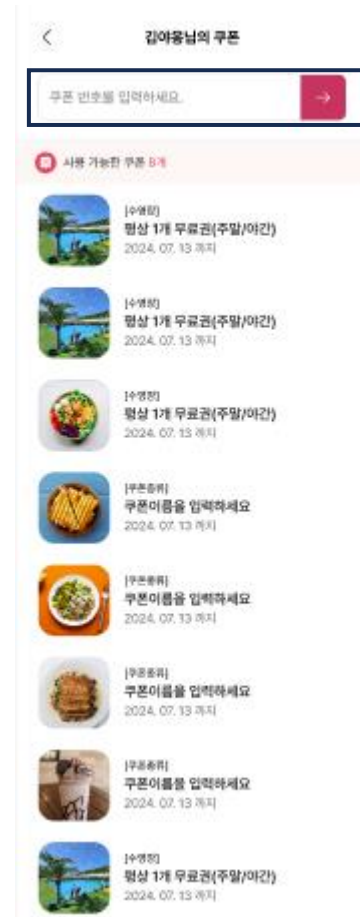 김야옹님의 쿠폰
쿠폰 번호를 입력하세요.
사용 가능한 쿠폰 8개
[수영장]
평상 1개 무료권(주말/야간)
2024. 07. 13 까지
[수영장]
평상 1개 무료권(주말/야간)
2024. 07. 13 까지
[수영장]
평상 1개 무료권(주말/야간)
2024. 07. 13 까지
[쿠폰종류]
쿠폰이름을 입력하세요
2024. 07. 13 까지
[쿠폰종류]
쿠폰이름을 입력하세요
2024. 07. 13 까지
[쿠폰종류]
쿠폰이름을 입력하세요
2024. 07. 13 까지
[쿠폰종류]
쿠폰이름을 입력하세요
2024. 07. 13 까지
[수영장]
평상 1개 무료권(주말/야간)
2024. 07. 13 까지